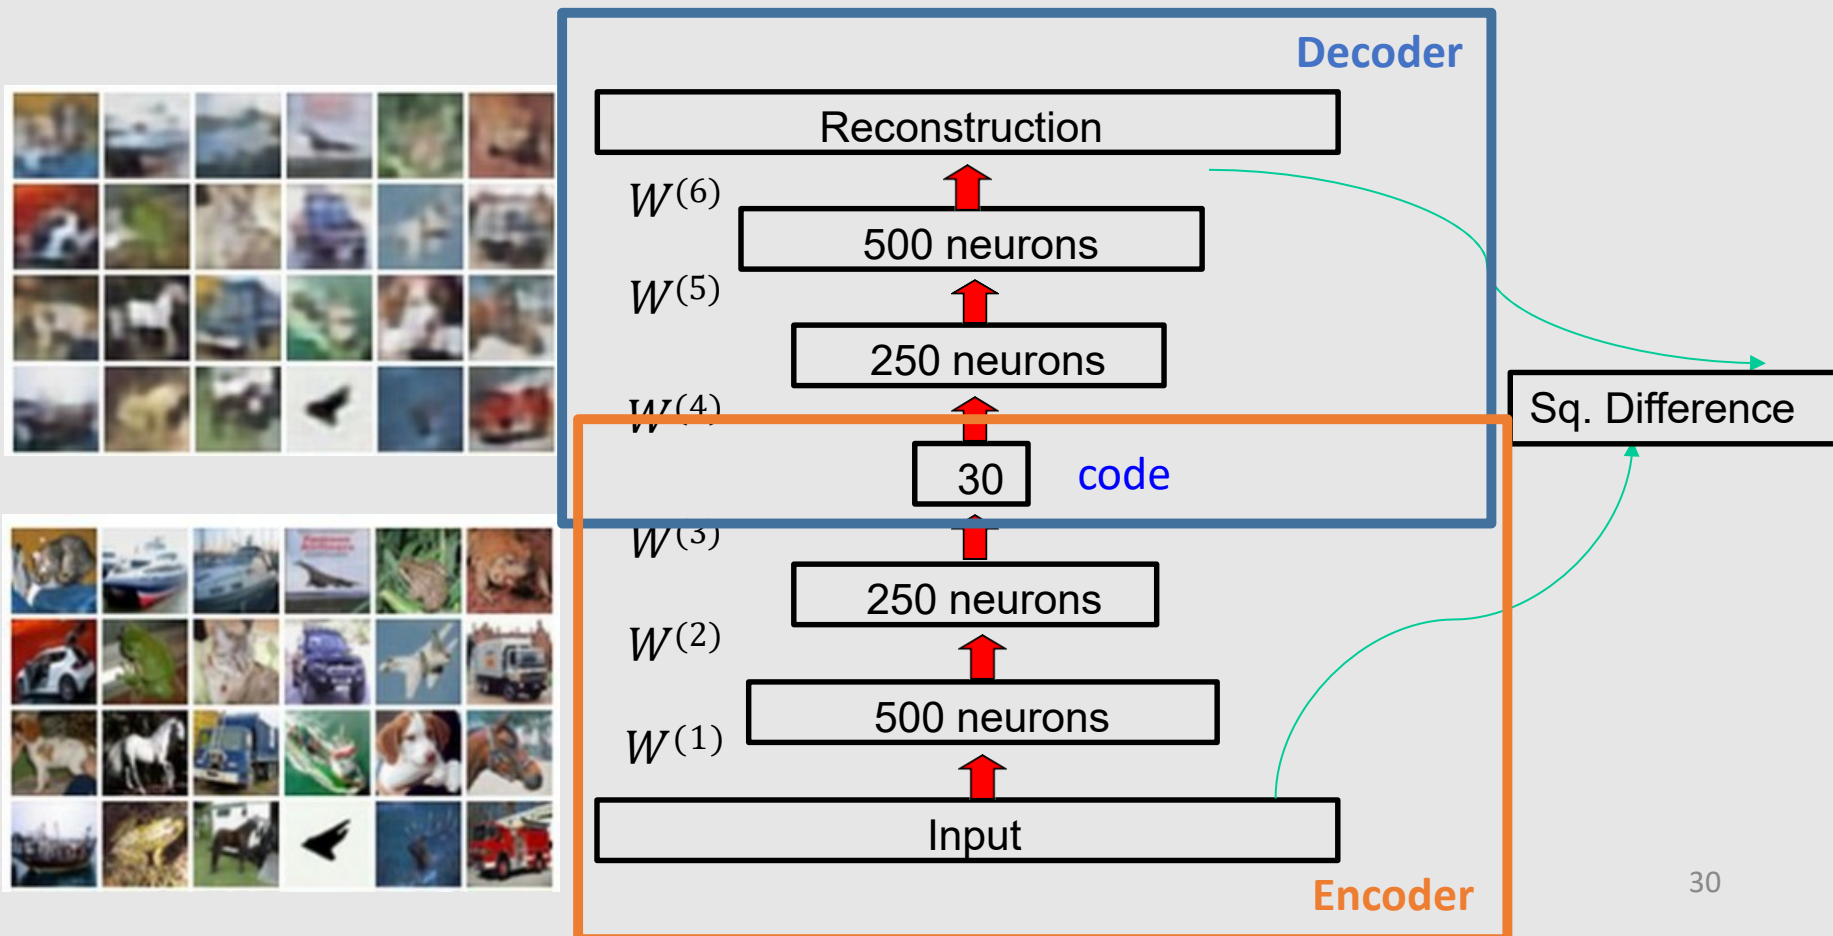 Decoder
Reconstruction
W(6)
500 neurons
W(5)
250 neurons
W(4)
Sq. Difference
30
code
W(3)
250 neurons
W(2)
500 neurons
W(1)
Input
Encoder
30